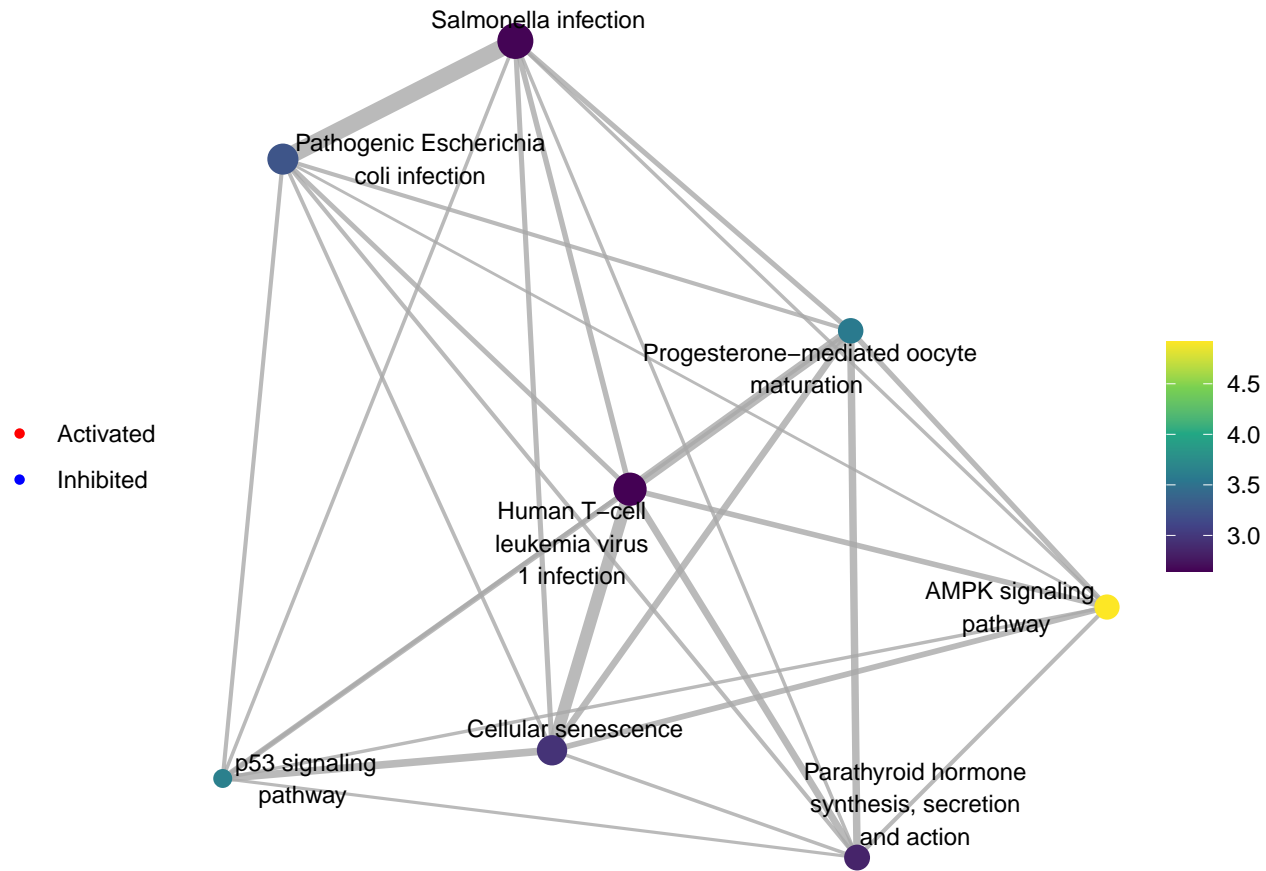 Salmonella infection
Pathogenic Escherichia
coli infection
Progesterone−mediated oocyte
maturation
Activated
Inhibited
Human T−cell
leukemia virus
1 infection
4.5
4.0
3.5
3.0
AMPK signaling
pathway
Cellular senescence
p53 signaling
pathway
Parathyroid hormone
synthesis, secretion
and action